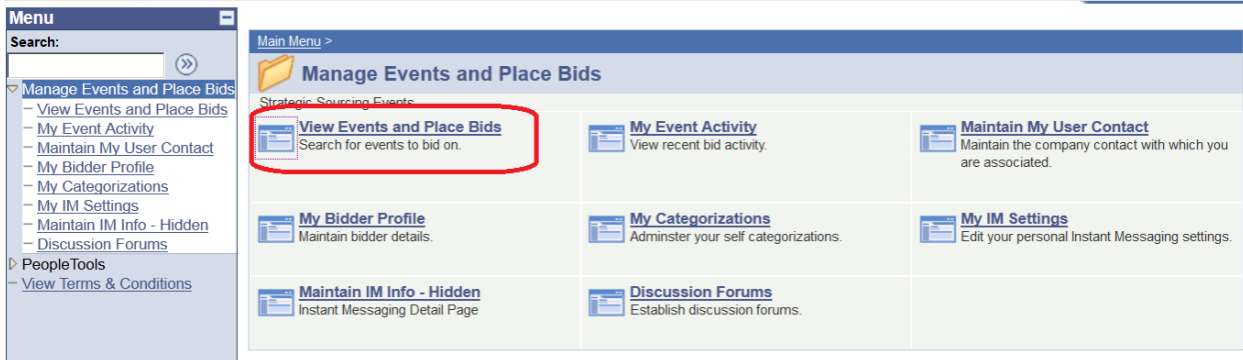 Menu
Search:
Manage Events and Place Bids
– View Events and Place Bids
– My Event Activity
– Maintain My User Contact
– My Bidder Profile
– My Categorizations
– My IM Settings
– Maintain IM Info - Hidden
– Discussion Forums
PeopleTools
– View Terms & Conditions
Main Menu >
Manage Events and Place Bids
Strategic Sourcing Events
View Events and Place Bids
Search for events to bid on.
My Event Activity
View recent bid activity.
Maintain My User Contact
Maintain the company contact with which you
are associated.
My Bidder Profile
Maintain bidder details.
My Categorizations
Adminster your self categorizations.
My IM Settings
Edit your personal Instant Messaging settings.
Maintain IM Info - Hidden
Instant Messaging Detail Page
Discussion Forums
Establish discussion forums.